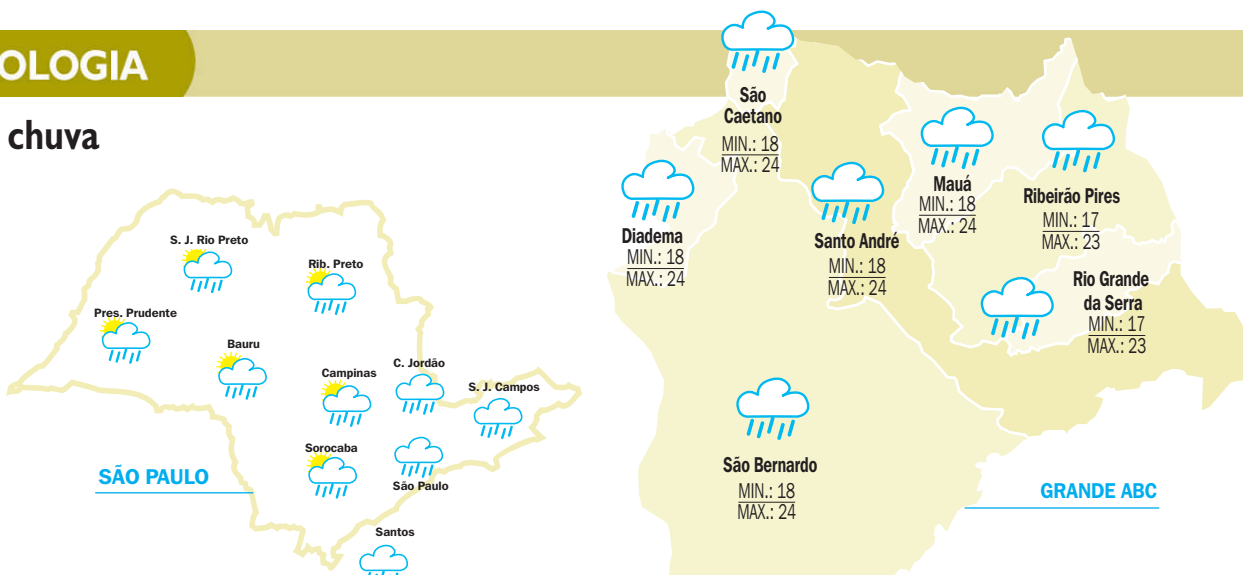 OLOGIA
chuva
S. J. Rio Preto
Rib. Preto
Pres. Prudente
Bauru
Campinas
C. Jordão
S. J. Campos
Sorocaba
São Paulo
Santos
SÃO PAULO
São
Caetano
MIN.: 18
MAX.: 24
Diadema
MIN.: 18
MAX.: 24
Santo André
MIN.: 18
MAX.: 24
Mauá
MIN.: 18
MAX.: 24
Ribeirão Pires
MIN.: 17
MAX.: 23
Rio Grande
da Serra
MIN.: 17
MAX.: 23
São Bernardo
MIN.: 18
MAX.: 24
GRANDE ABC